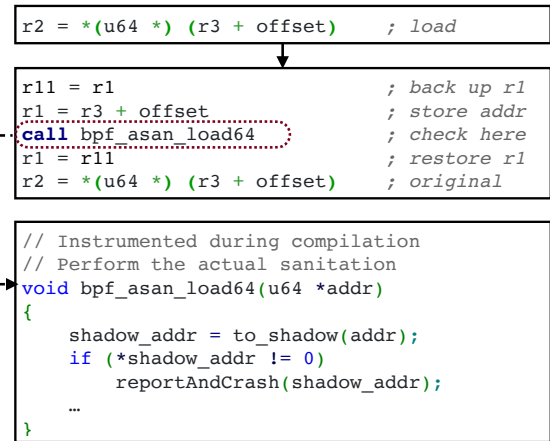 r2 = *(u64 *) (r3 + offset) ; load
r11 = r1 ; back up r1
r1 = r3 + offset ; store addr
call bpf_asan_load64 ; check here
r1 = r11 ; restore r1
r2 = *(u64 *) (r3 + offset) ; original
// Instrumented during compilation
// Perform the actual sanitation
void bpf_asan_load64(u64 *addr)
{
    shadow_addr = to_shadow(addr);
    if (*shadow_addr != 0)
        reportAndCrash(shadow_addr);
    …
}